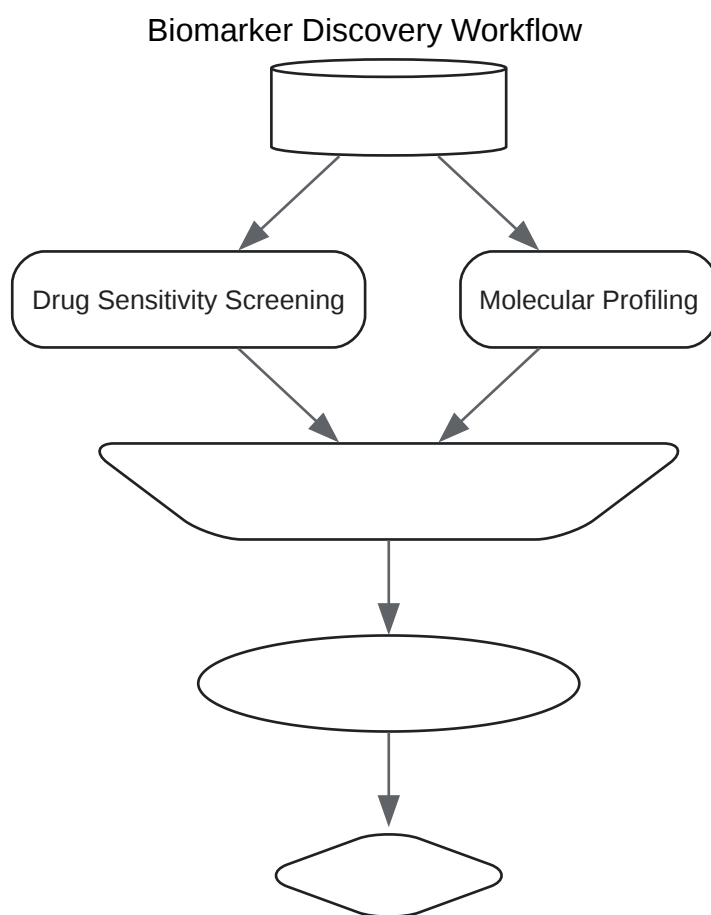 Biomarker Discovery Workflow
Drug Sensitivity Screening
Molecular Profiling